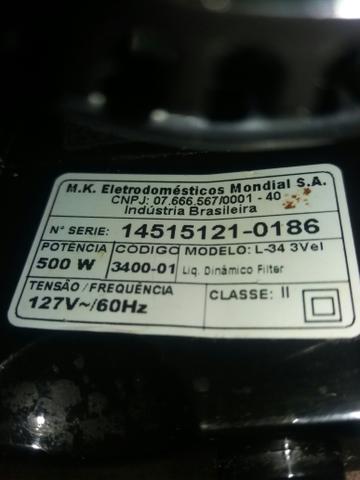 M.K. Eletrodomésticos Mondial S.A.
CNPJ: 07.666.567/0001 - 40
Indústria Brasileira
Nº SERIE: 14515121-0186
POTÊNCIA CÓDIGO MODELO: L-34 3Vel
500 W 3400-01 Liq. Dinâmico Filter
TENSÃO / FREQUÊNCIA CLASSE: II
127V~/60Hz